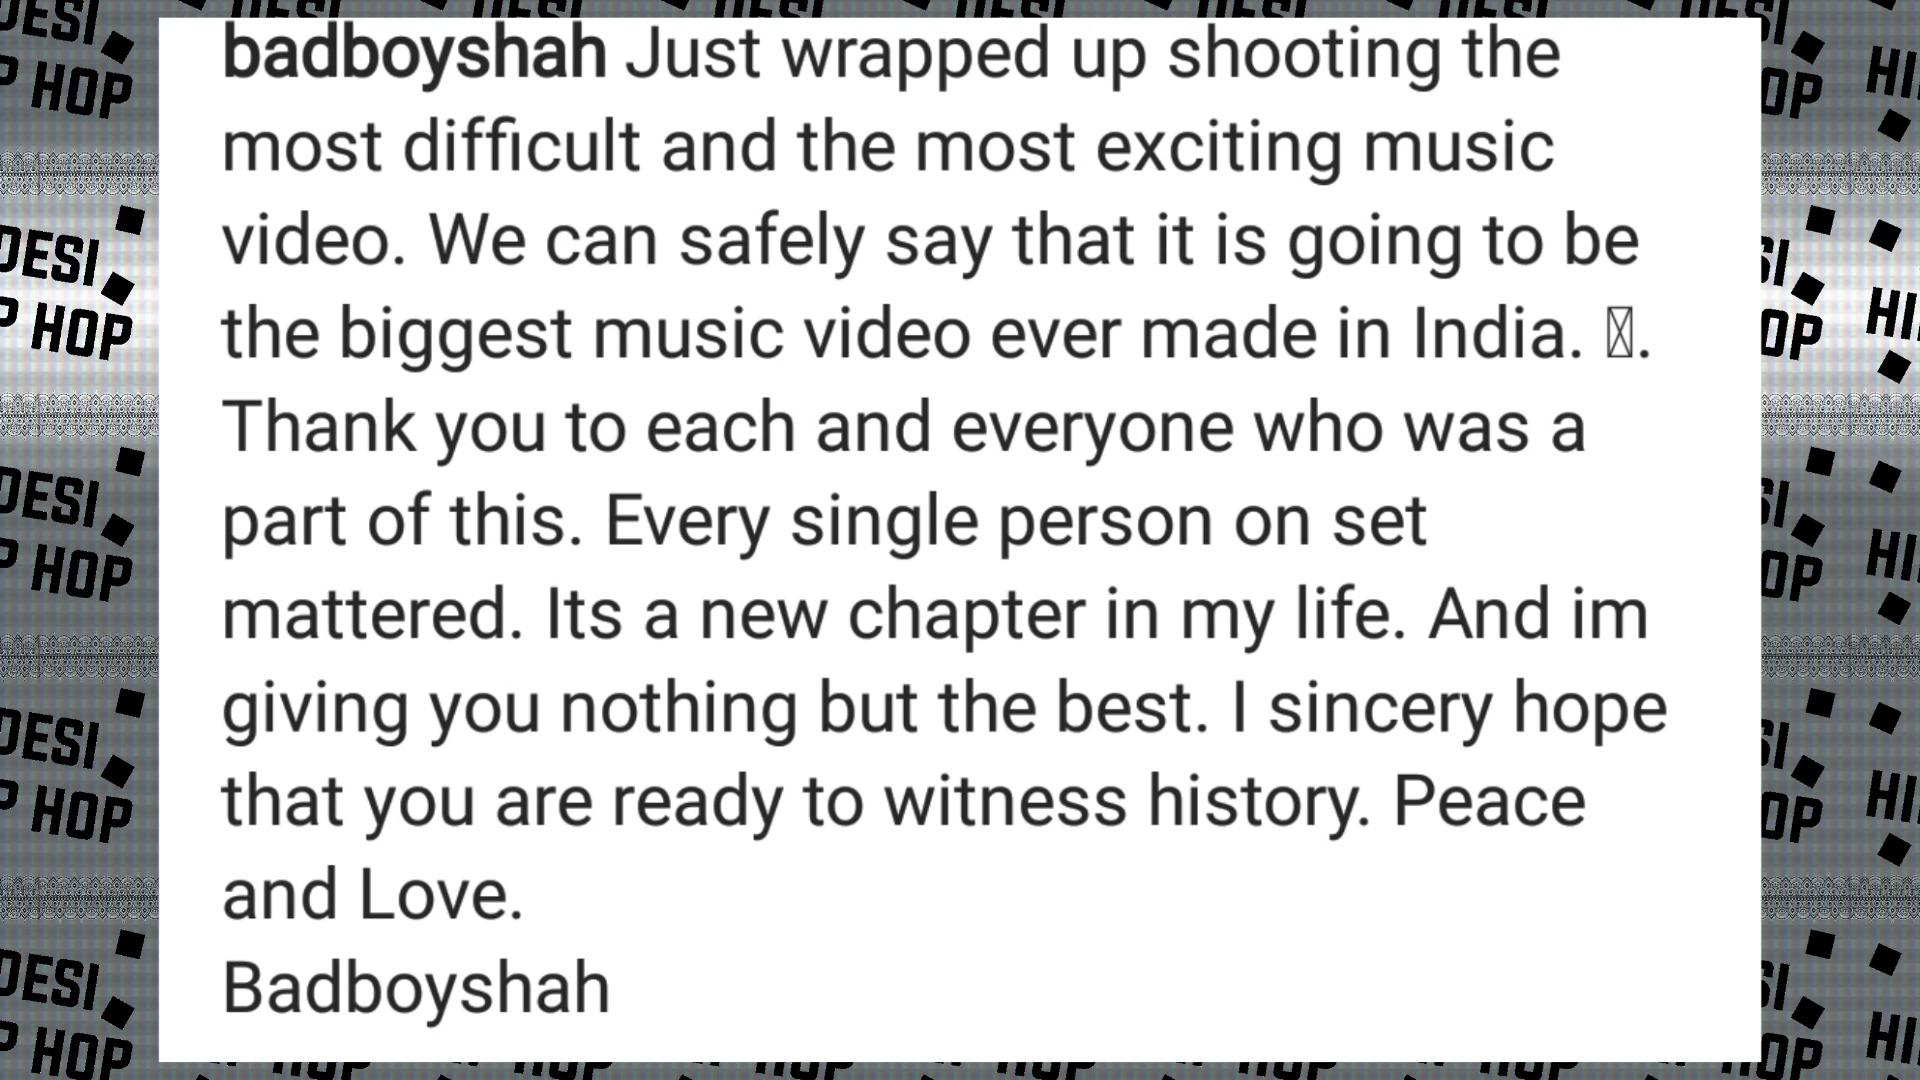 badboyshah Just wrapped up shooting the
most difficult and the most exciting music
video. We can safely say that it is going to be
the biggest music video ever made in India. .
Thank you to each and everyone who was a
part of this. Every single person on set
mattered. Its a new chapter in my life. And im
giving you nothing but the best. I sincery hope
that you are ready to witness history. Peace
and Love.
Badboyshah
DESI
HIP HOP